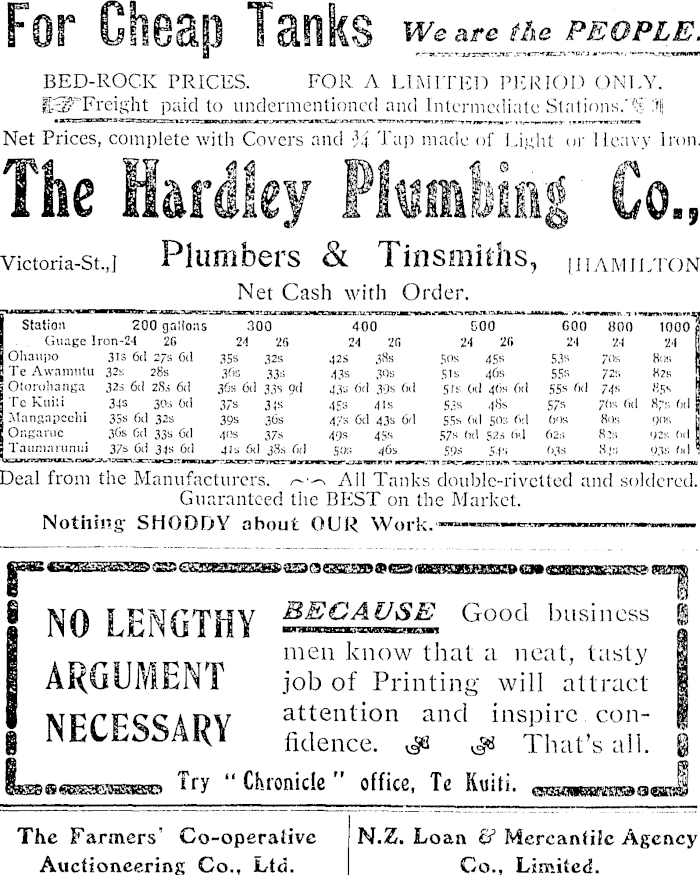 For Cheap Tanks We are the PEOPLE.
BED-ROCK PRICES. FOR A LIMITED PERIOD ONLY.
Freight paid to undermentioned and Intermediate Stations.
Net Prices, complete with Covers and ¾ Tap made of Light or Heavy Iron.
The Hardley Plumbing Co.,
Victoria-St.,] Plumbers & Tinsmiths, [HAMILTON
Net Cash with Order.
Station 200 gallons 300 400 500 600 800 1000
Guage Iron-24 26 24 26 24 26 24 26 24 24 24
Ohaupo 31s 6d 27s 6d 35s 32s 42s 38s 50s 45s 53s 70s 80s
Te Awamutu 32s 28s 36s 33s 43s 39s 51s 46s 55s 72s 82s
Otorohanga 32s 6d 28s 6d 36s 6d 33s 9d 43s 6d 39s 6d 51s 6d 46s 6d 55s 6d 74s 85s
Te Kuiti 34s 30s 6d 37s 34s 45s 41s 53s 48s 57s 76s 6d 87s 6d
Mangapechi 35s 6d 32s 39s 36s 47s 6d 43s 6d 55s 6d 50s 6d 60s 80s 90s
Ongarue 36s 6d 33s 6d 40s 37s 49s 45s 57s 6d 52s 6d 62s 82s 92s 6d
Taumarunui 37s 6d 34s 6d 41s 6d 38s 6d 50s 46s 59s 54s 63s 93s 6d
Deal from the Manufacturers. All Tanks double-rivetted and soldered.
Guaranteed the BEST on the Market.
Nothing SHODDY about OUR Work.
NO LENGTHY
ARGUMENT
NECESSARY
BECAUSE Good business
men know that a neat, tasty
job of Printing will attract
attention and inspire con-
fidence. That's all.
Try "Chronicle" office, Te Kuiti.
The Farmers' Co-operative
Auctioneering Co., Ltd.
N.Z. Loan & Mercantile Agency
Co., Limited.